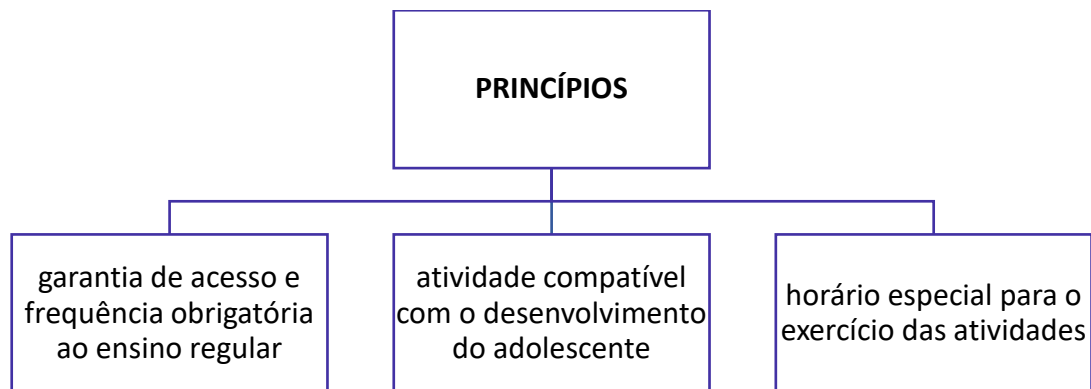 PRINCÍPIOS
garantia de acesso e
frequência obrigatória
ao ensino regular
atividade compatível
com o desenvolvimento
do adolescente
horário especial para o
exercício das atividades